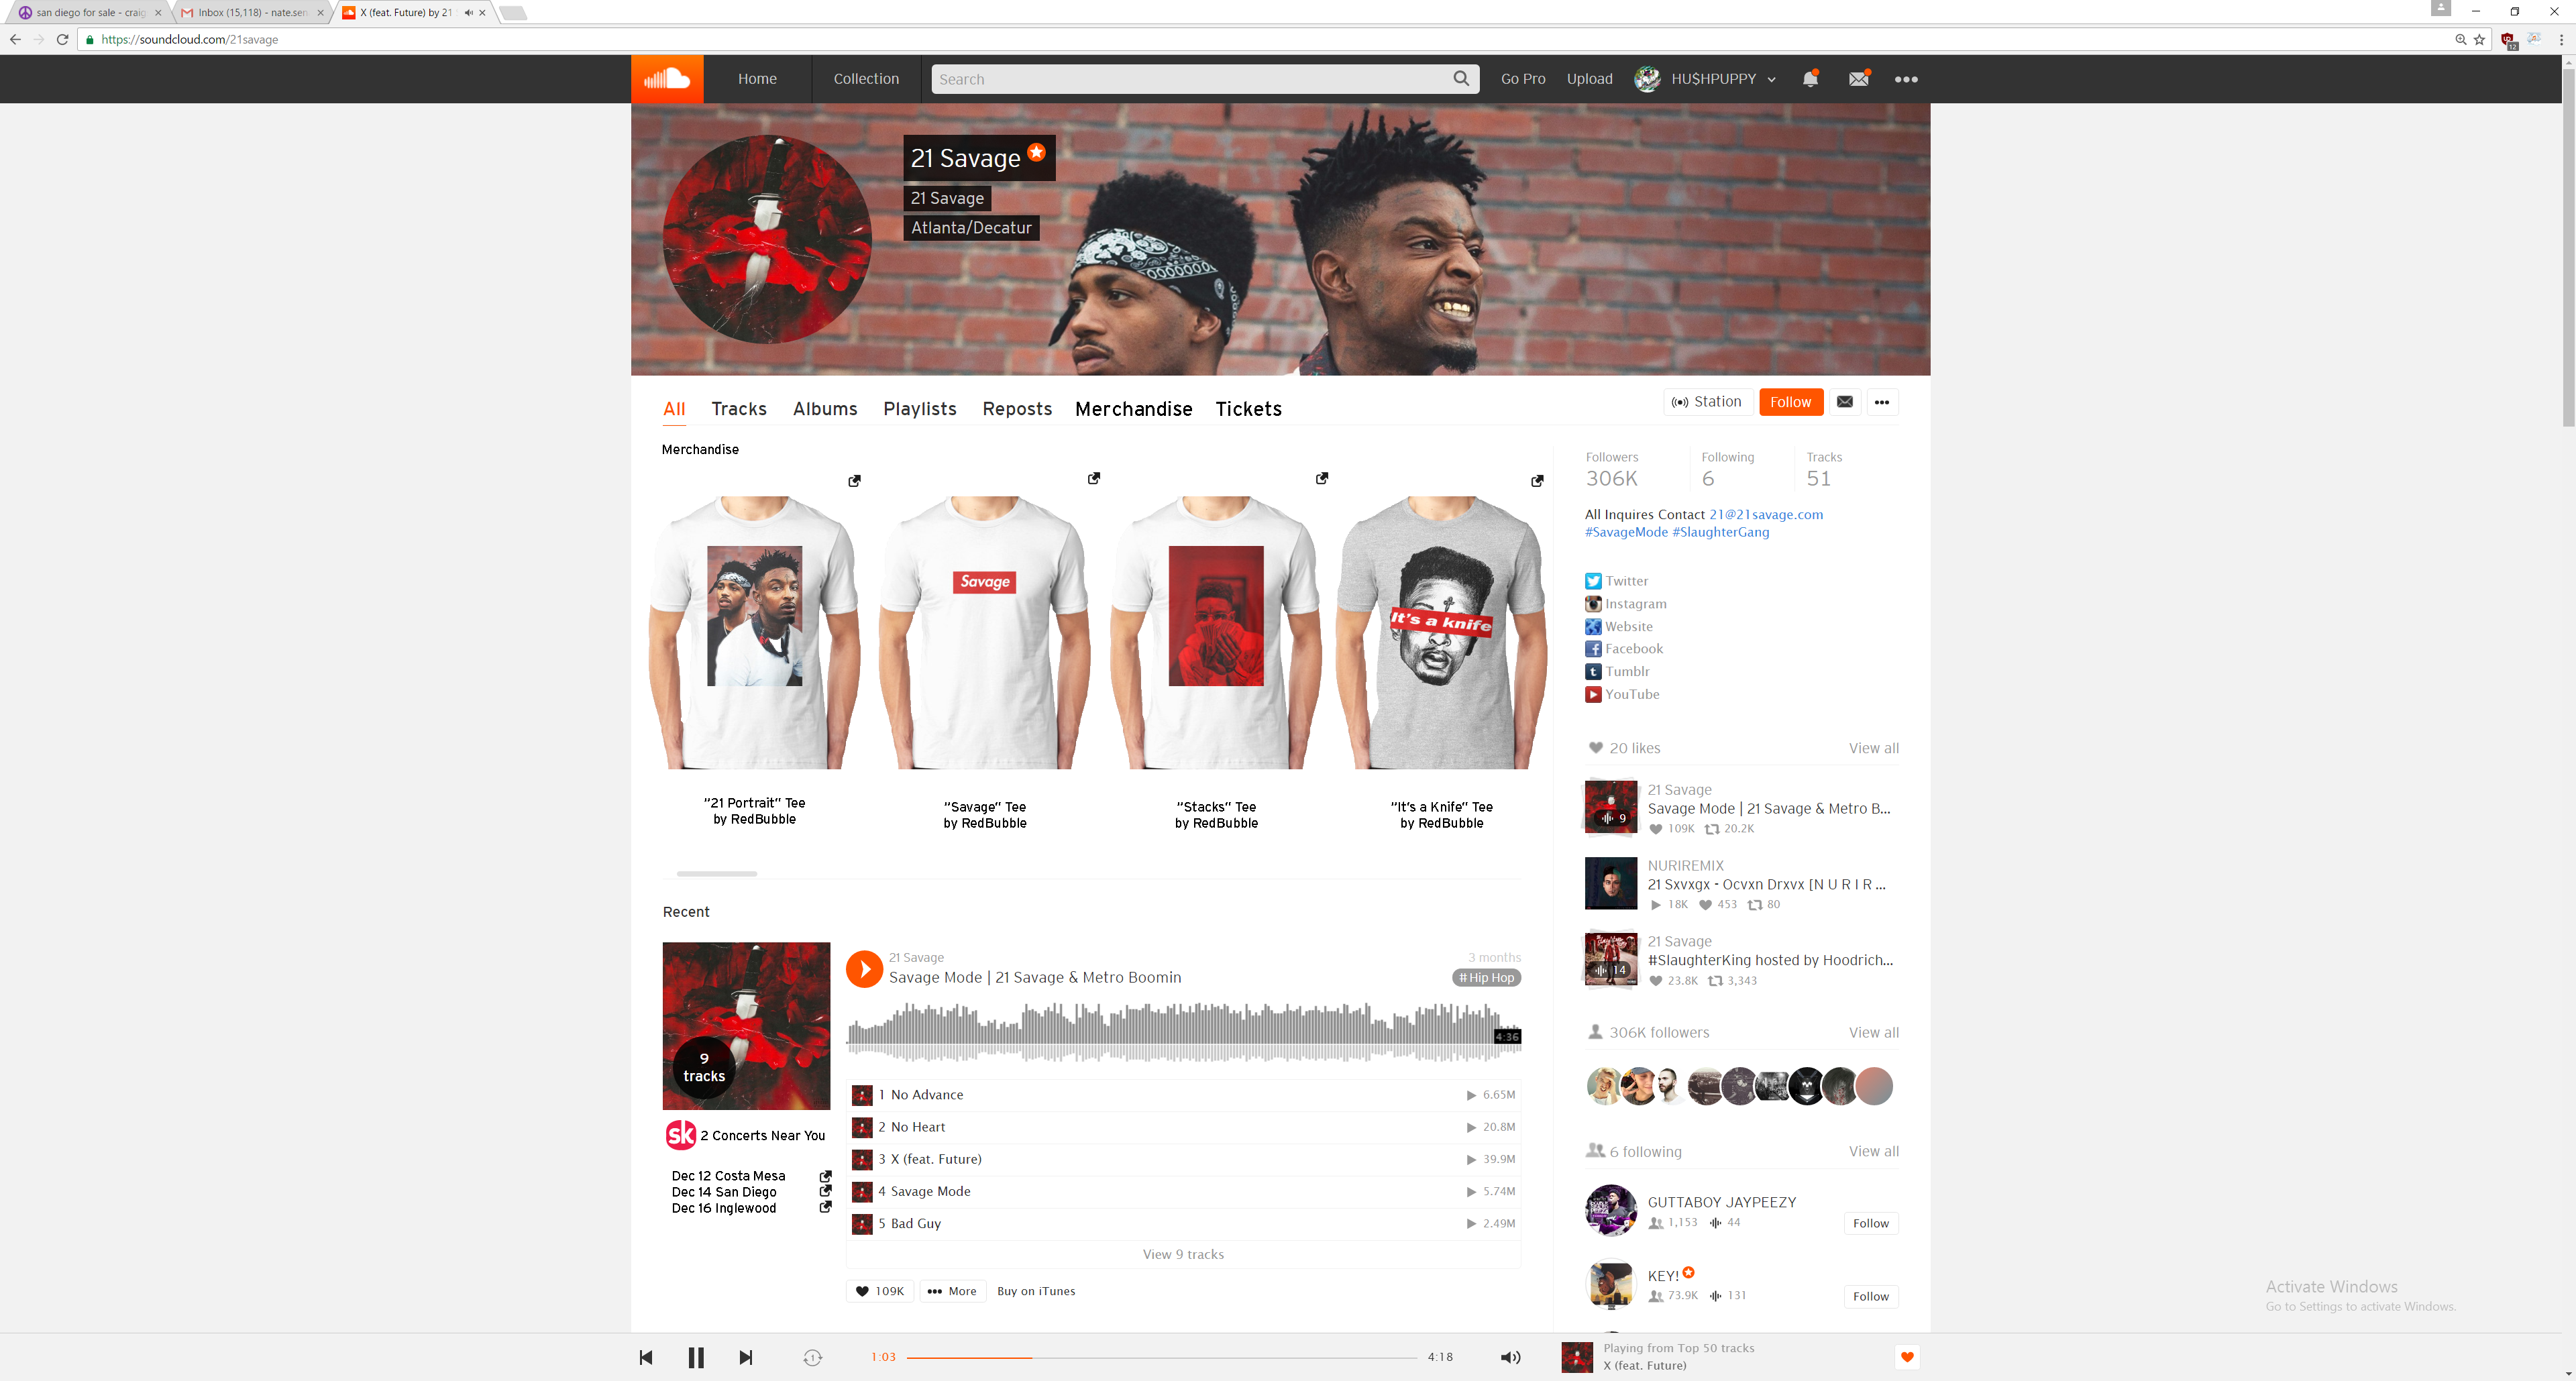 san diego for sale - craig
Inbox (15,118) - nate.sen
X (feat. Future) by 21
https://soundcloud.com/21savage
12
Home
Collection
Search
Go Pro
Upload
HU$HPUPPY
21 Savage
21 Savage
Atlanta/Decatur
All
Tracks
Albums
Playlists
Reposts
Merchandise
Tickets
Station
Follow
Merchandise
Savage
It's a knife
"21 Portrait" Tee
by RedBubble
"Savage" Tee
by RedBubble
"Stacks" Tee
by RedBubble
"It's a Knife" Tee
by RedBubble
Followers
306K
Following
6
Tracks
51
All Inquires Contact 21@21savage.com
#SavageMode #SlaughterGang
Twitter
Instagram
Website
Facebook
Tumblr
YouTube
20 likes
View all
9
21 Savage
Savage Mode | 21 Savage & Metro B...
109K 20.2K
NURIREMIX
21 Sxvxgx - Ocvxn Drxvx [N U R I R ...
18K 453 80
14
21 Savage
#SlaughterKing hosted by Hoodrich...
23.8K 3,343
306K followers
View all
6 following
View all
GUTTABOY JAYPEEZY
1,153 44
Follow
KEY!
73.9K 131
Follow
Recent
9
tracks
21 Savage
3 months
Savage Mode | 21 Savage & Metro Boomin
# Hip Hop
4:36
1 No Advance 6.65M
2 No Heart 20.8M
3 X (feat. Future) 39.9M
4 Savage Mode 5.74M
5 Bad Guy 2.49M
View 9 tracks
109K
More
Buy on iTunes
sk 2 Concerts Near You
Dec 12 Costa Mesa
Dec 14 San Diego
Dec 16 Inglewood
Activate Windows
Go to Settings to activate Windows.
1
1:03
4:18
Playing from Top 50 tracks
X (feat. Future)